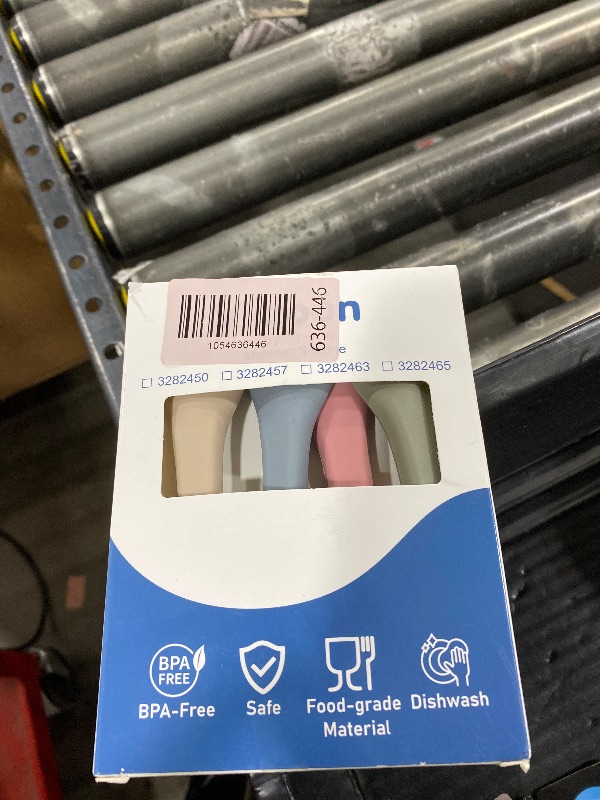 1054636446
636-446
3282450 3282457 3282463 3282465
BPA FREE
BPA-Free
Safe
Food-grade Material
Dishwash